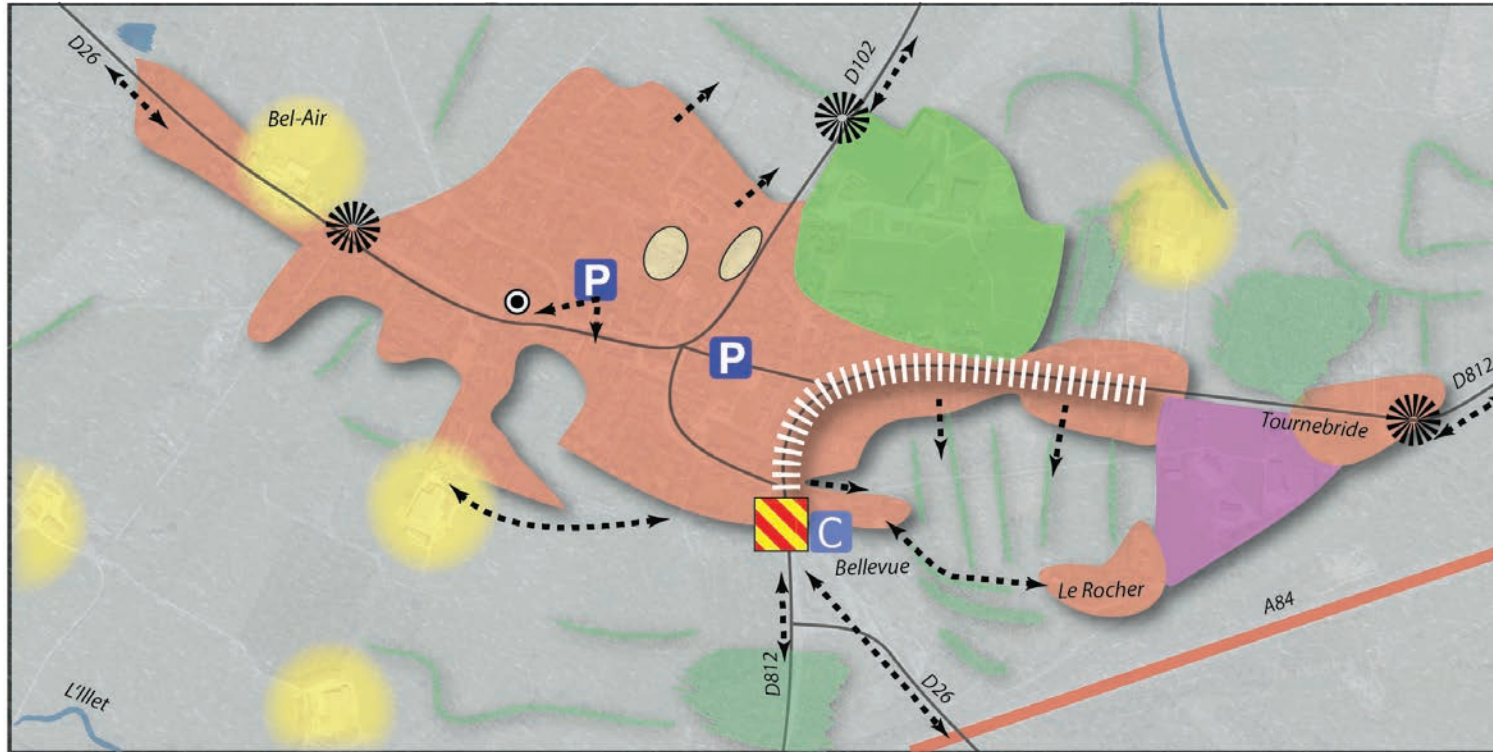 D26
D102
Bel-Air
P
P
D812
Tournebride
C
Bellevue
Le Rocher
A84
D812
D26
L'Illet